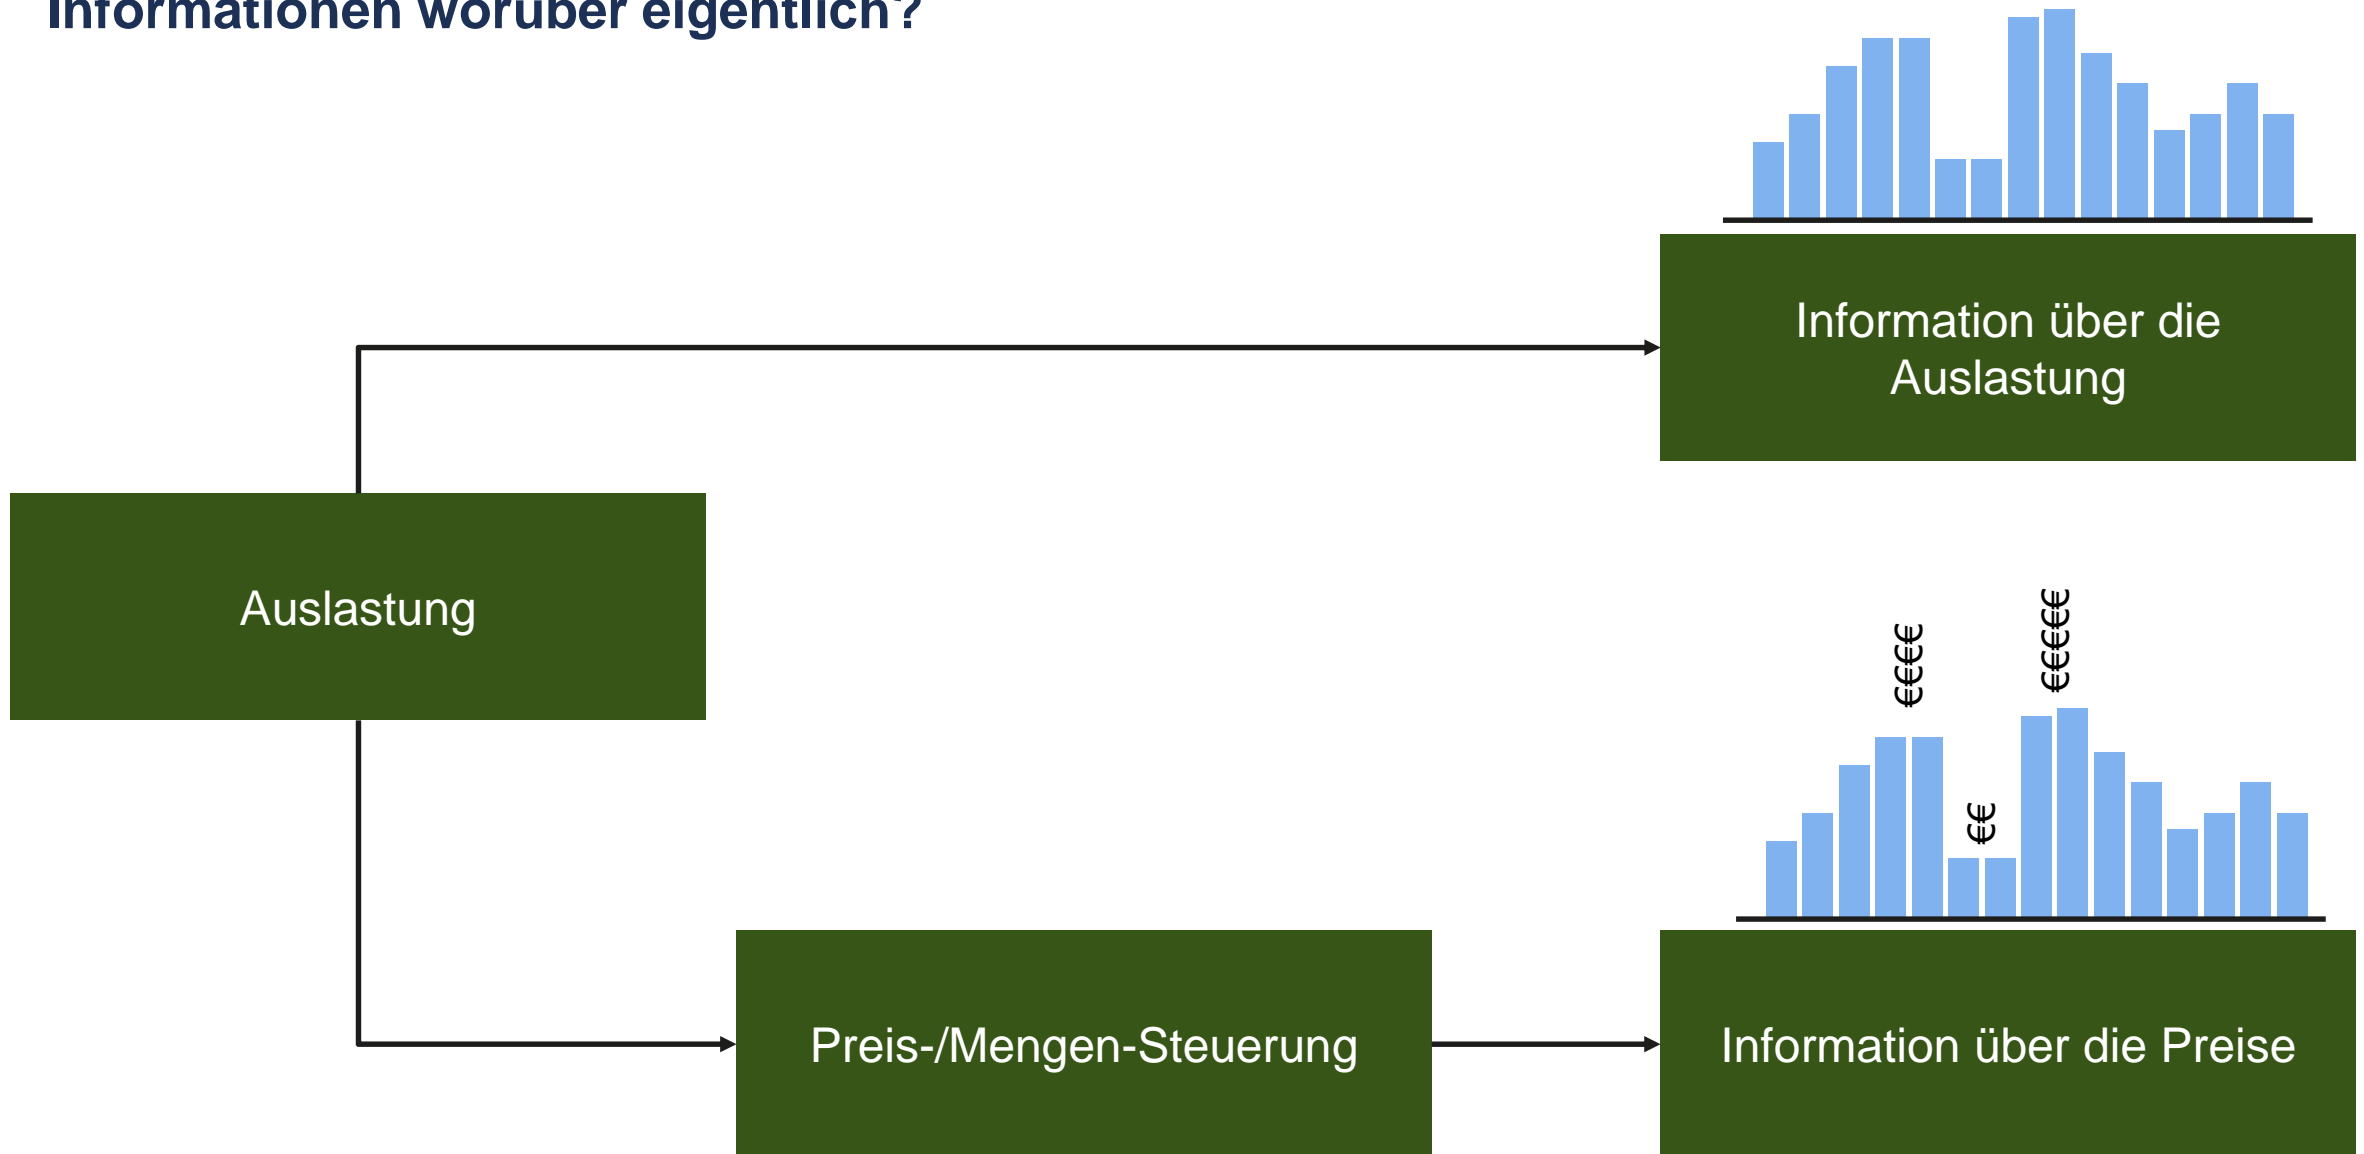 Informationen worüber eigentlich?
Information über die
Auslastung
Auslastung
€€€€
€€€€€
€€
Preis-/Mengen-Steuerung
Information über die Preise